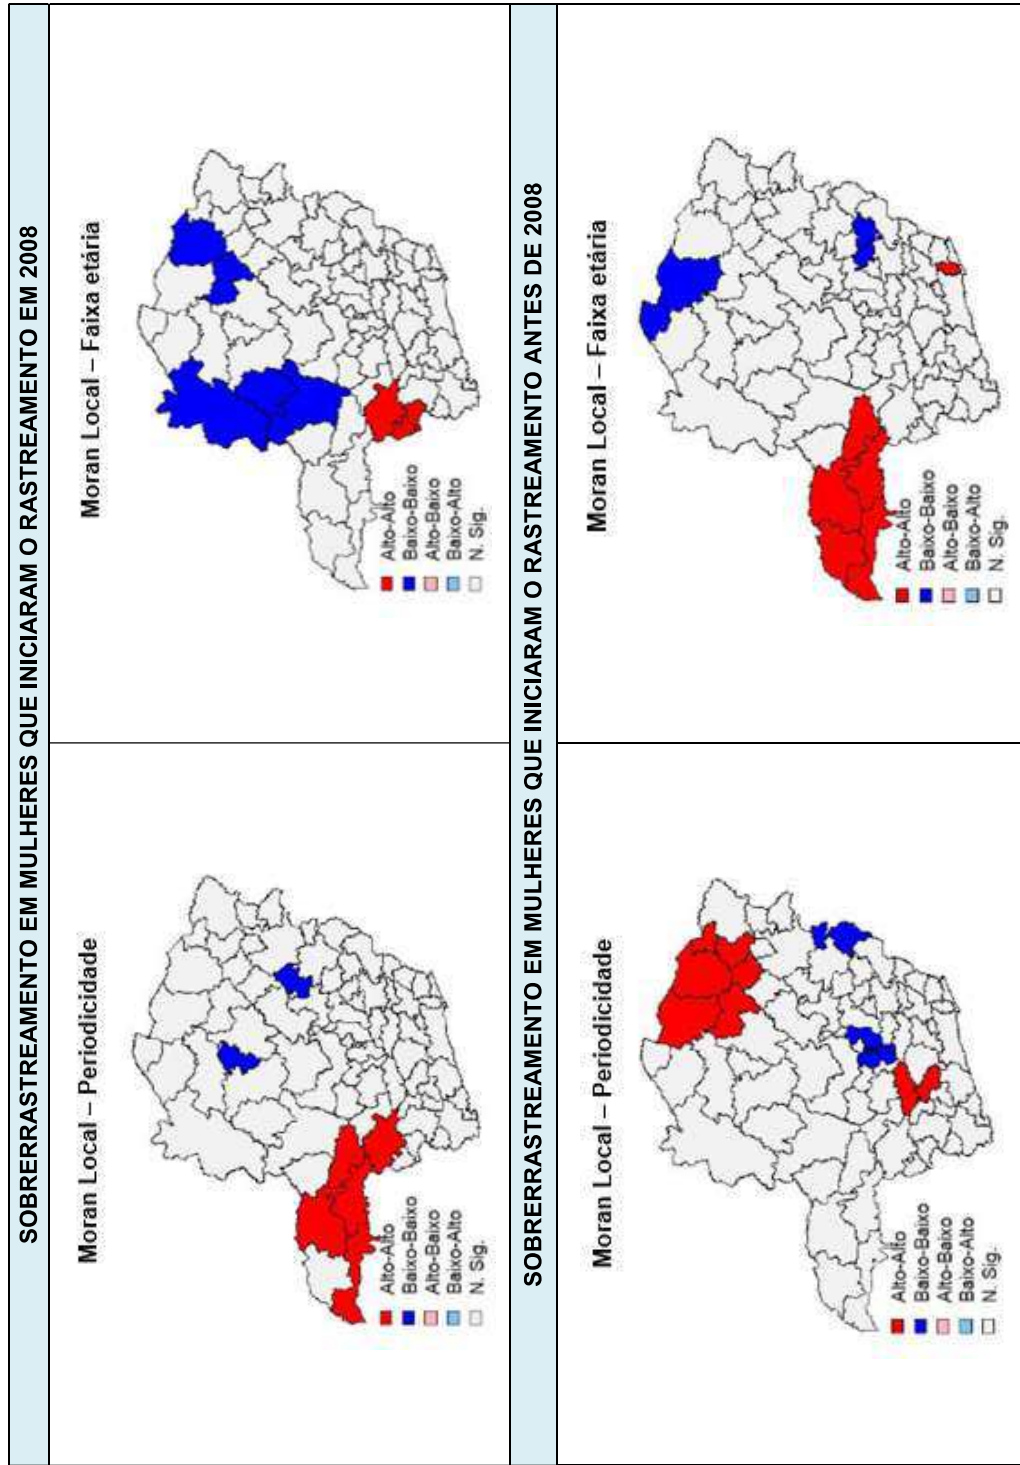 SOBERRASTREAMENTO EM MULHERES QUE INICIARAM O RASTREAMENTO EM 2008
Moran Local – Periodicidade
Alto-Alto
Baixo-Baixo
Alto-Baixo
Baixo-Alto
N. Sig.
Moran Local – Faixa etária
Alto-Alto
Baixo-Baixo
Alto-Baixo
Baixo-Alto
N. Sig.
SOBRERRASTREAMENTO EM MULHERES QUE INICIARAM O RASTREAMENTO ANTES DE 2008
Moran Local – Periodicidade
Alto-Alto
Baixo-Baixo
Alto-Baixo
Baixo-Alto
N. Sig.
Moran Local – Faixa etária
Alto-Alto
Baixo-Baixo
Alto-Baixo
Baixo-Alto
N. Sig.